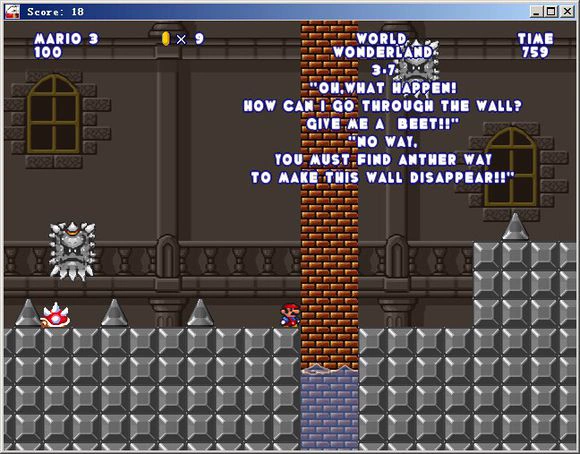 Score: 18
MARIO 3
100
× 9
WORLD
WONDERLAND
3.7
TIME
759
"OH,WHAT HAPPEN!
HOW CAN I GO THROUGH THE WALL?
GIVE ME A BEET!!"
"NO WAY,
YOU MUST FIND ANTHER WAY
TO MAKE THIS WALL DISAPPEAR!!"